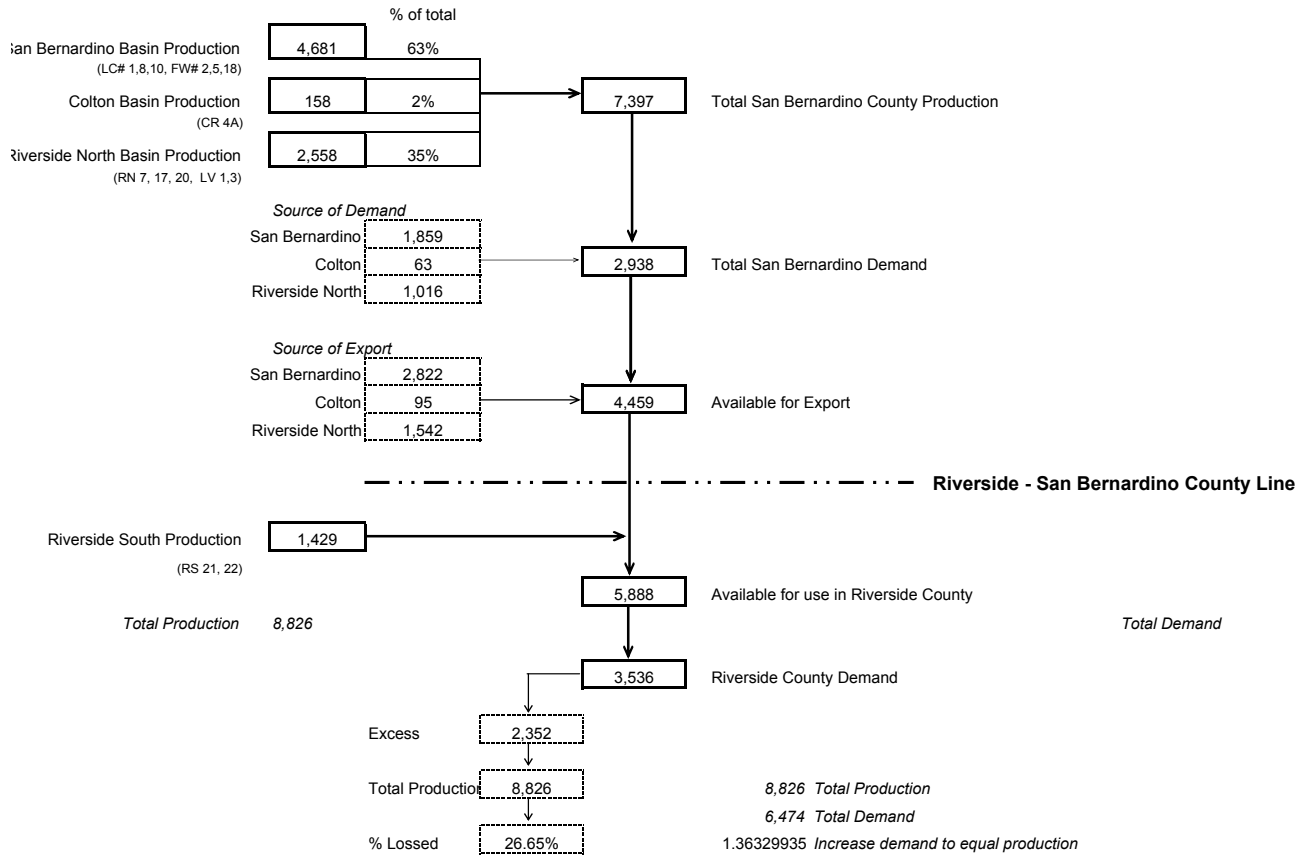 % of total
an Bernardino Basin Production 4,681 63%
(LC# 1,8,10, FW# 2,5,18)
Colton Basin Production 158 2% 7,397 Total San Bernardino County Production
(CR 4A)
Riverside North Basin Production 2,558 35%
(RN 7, 17, 20, LV 1,3)
Source of Demand
San Bernardino 1,859
Colton 63 2,938 Total San Bernardino Demand
Riverside North 1,016
Source of Export
San Bernardino 2,822
Colton 95 4,459 Available for Export
Riverside North 1,542
Riverside - San Bernardino County Line
Riverside South Production 1,429
(RS 21, 22)
5,888 Available for use in Riverside County
Total Production 8,826 Total Demand
3,536 Riverside County Demand
Excess 2,352
Total Production 8,826 8,826 Total Production
6,474 Total Demand
% Lossed 26.65% 1.36329935 Increase demand to equal production